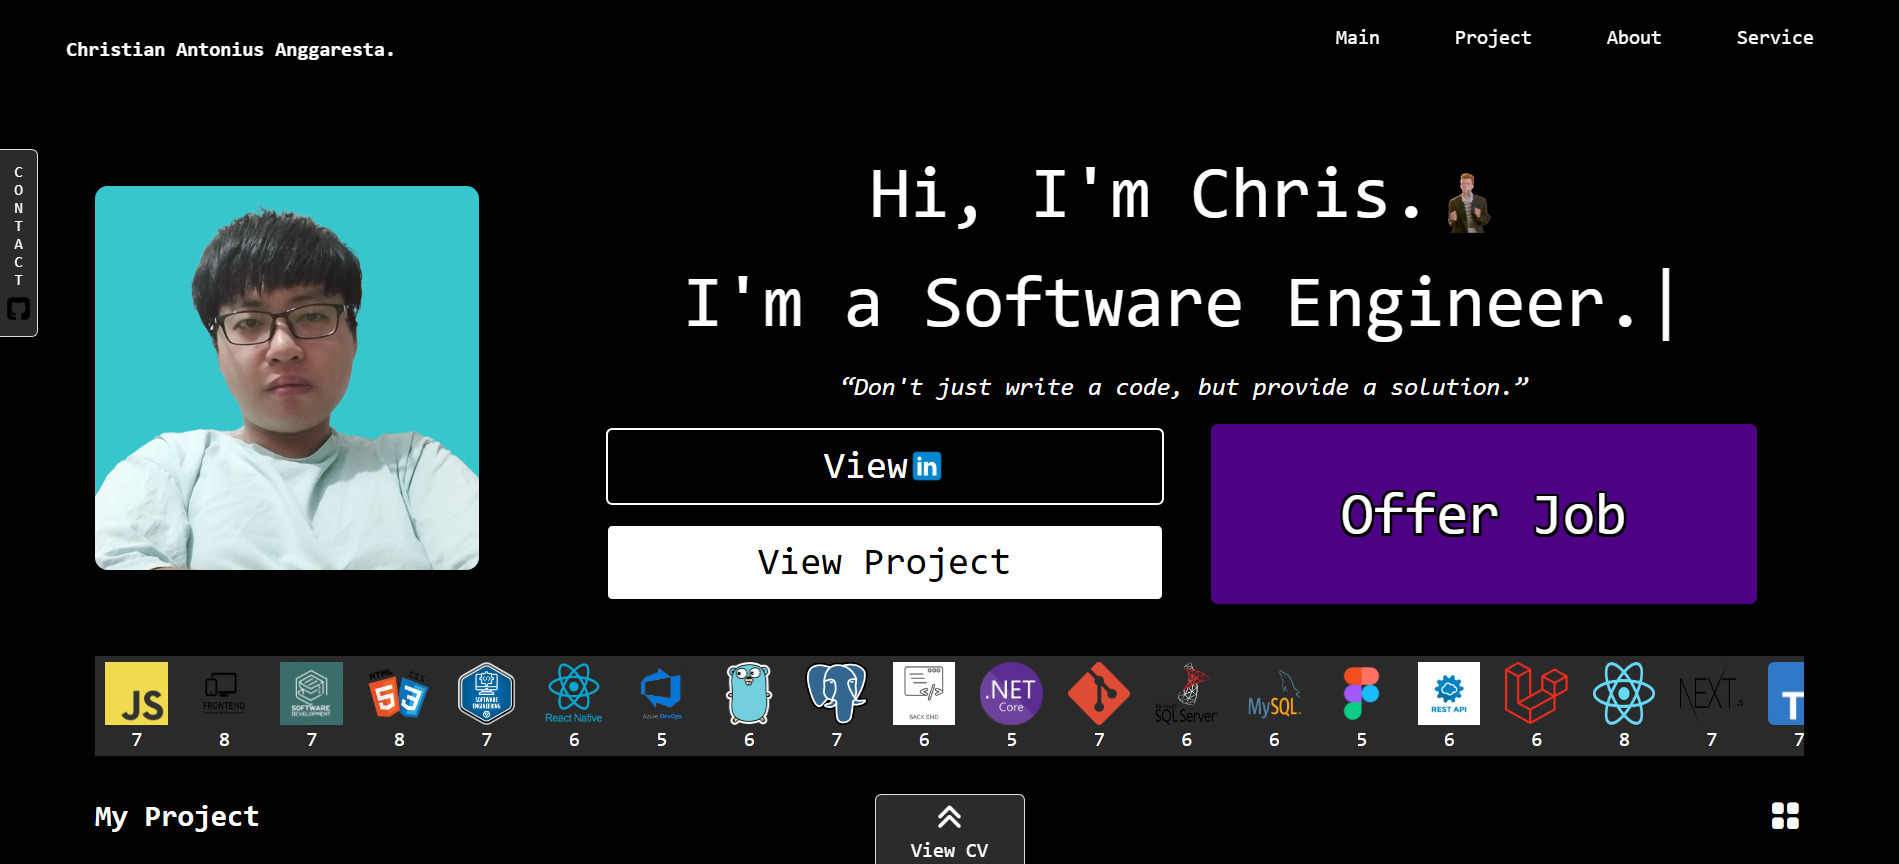 Christian Antonius Anggaresta.
Main Project About Service
CONTACT
Hi, I'm Chris.
I'm a Software Engineer.
“Don't just write a code, but provide a solution.”
View in
View Project
Offer Job
JS
FRONTEND
SOFTWARE
DEVELOPMENT
HTML CSS
5 3
SOFTWARE
ENGINEERING
React Native
Azure DevOps
BACK END
.NET
Core
Microsoft
SQL Server
MySQL
REST API
NEXT.JS
T
7 8 7 8 7 6 5 6 7 6 5 7 6 6 5 6 6 8 7 7
My Project
View CV